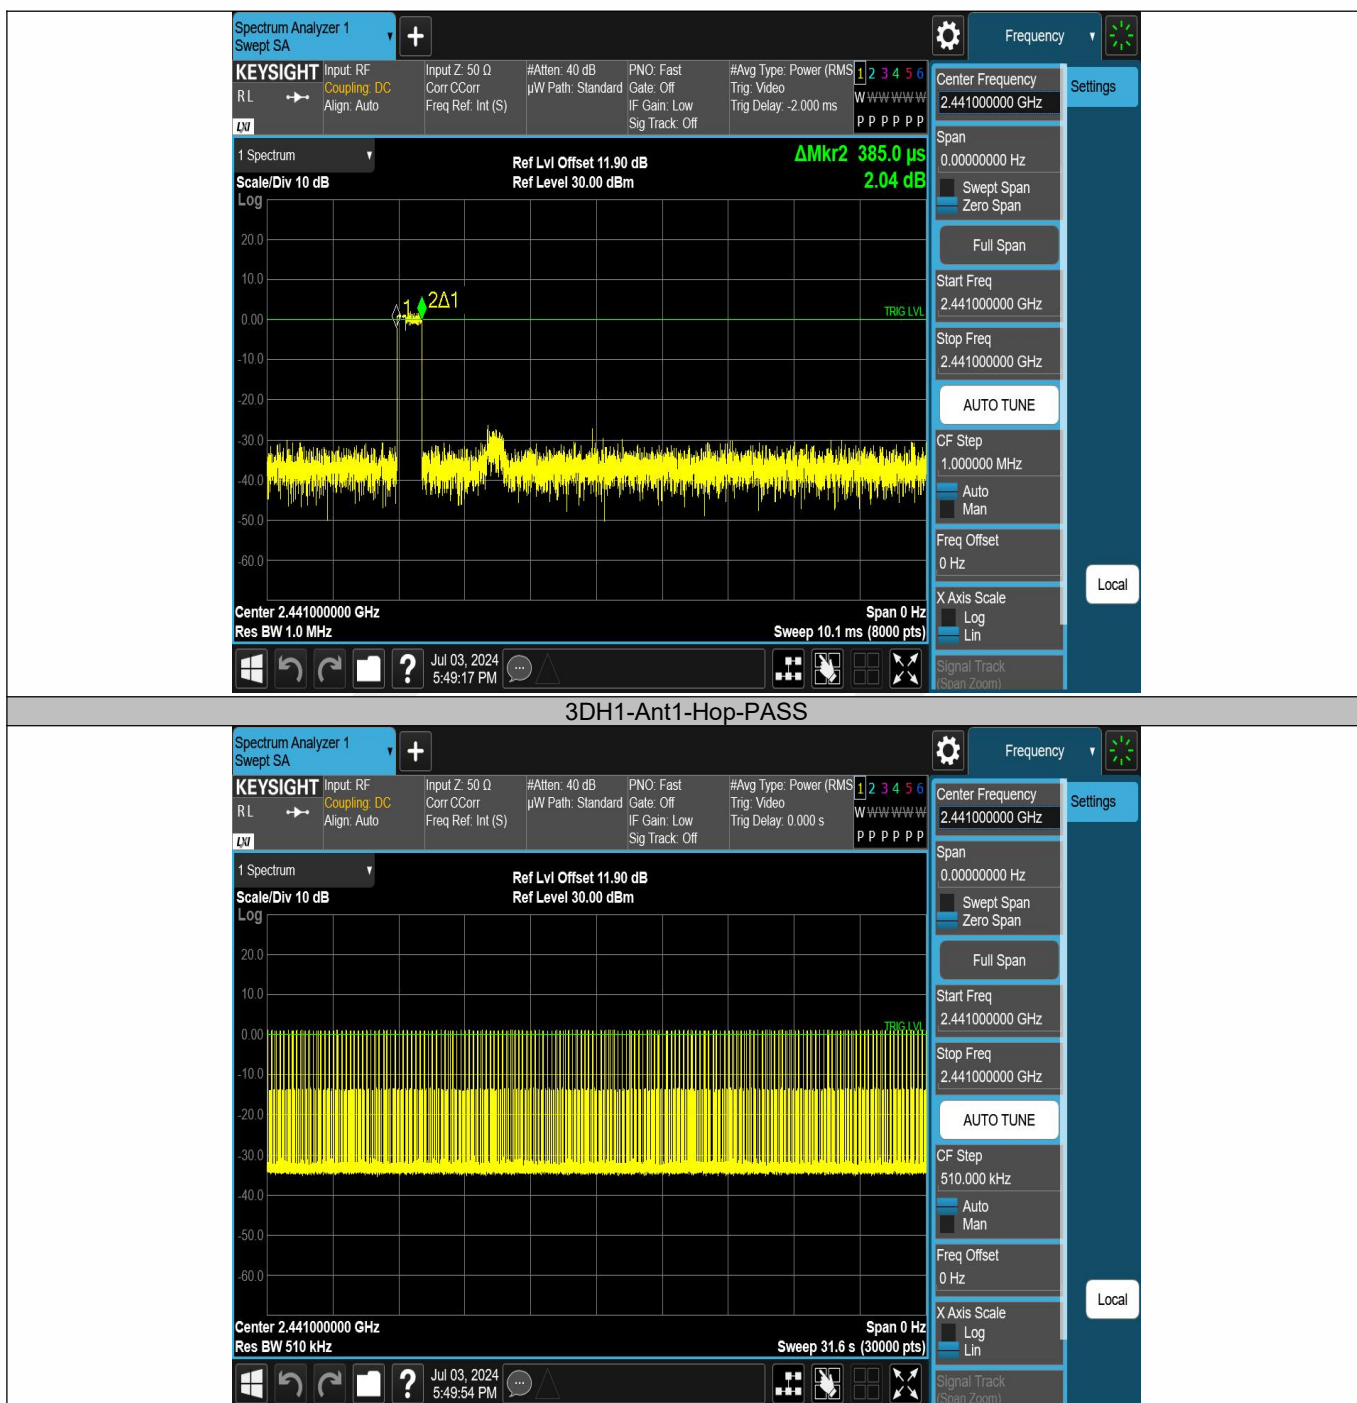 Spectrum Analyzer 1
Swept SA
Frequency
KEYSIGHT
R L
LXI
Input: RF
Coupling: DC
Align: Auto
Input Z: 50 Ω
Corr CCorr
Freq Ref: Int (S)
#Atten: 40 dB
µW Path: Standard
PNO: Fast
Gate: Off
IF Gain: Low
Sig Track: Off
#Avg Type: Power (RMS
Trig: Video
Trig Delay: -2.000 ms
1 2 3 4 5 6
W W W W W W
P P P P P P
1 Spectrum
Scale/Div 10 dB
Log
Ref Lvl Offset 11.90 dB
Ref Level 30.00 dBm
ΔMkr2 385.0 µs
2.04 dB
20.0
10.0
0.00
-10.0
-20.0
-30.0
-40.0
-50.0
-60.0
1
2Δ1
TRIG LVL
Center 2.441000000 GHz
Res BW 1.0 MHz
Span 0 Hz
Sweep 10.1 ms (8000 pts)
Jul 03, 2024
5:49:17 PM
Center Frequency
2.441000000 GHz
Settings
Span
0.00000000 Hz
Swept Span
Zero Span
Full Span
Start Freq
2.441000000 GHz
Stop Freq
2.441000000 GHz
AUTO TUNE
CF Step
1.000000 MHz
Auto
Man
Freq Offset
0 Hz
Local
X Axis Scale
Log
Lin
Signal Track
(Span Zoom)
3DH1-Ant1-Hop-PASS
Spectrum Analyzer 1
Swept SA
Frequency
KEYSIGHT
R L
LXI
Input: RF
Coupling: DC
Align: Auto
Input Z: 50 Ω
Corr CCorr
Freq Ref: Int (S)
#Atten: 40 dB
µW Path: Standard
PNO: Fast
Gate: Off
IF Gain: Low
Sig Track: Off
#Avg Type: Power (RMS
Trig: Video
Trig Delay: 0.000 s
1 2 3 4 5 6
W W W W W W
P P P P P P
1 Spectrum
Scale/Div 10 dB
Log
Ref Lvl Offset 11.90 dB
Ref Level 30.00 dBm
20.0
10.0
0.00
-10.0
-20.0
-30.0
-40.0
-50.0
-60.0
TRIG LVL
Center 2.441000000 GHz
Res BW 510 kHz
Span 0 Hz
Sweep 31.6 s (30000 pts)
Jul 03, 2024
5:49:54 PM
Center Frequency
2.441000000 GHz
Settings
Span
0.00000000 Hz
Swept Span
Zero Span
Full Span
Start Freq
2.441000000 GHz
Stop Freq
2.441000000 GHz
AUTO TUNE
CF Step
510.000 kHz
Auto
Man
Freq Offset
0 Hz
Local
X Axis Scale
Log
Lin
Signal Track
(Span Zoom)